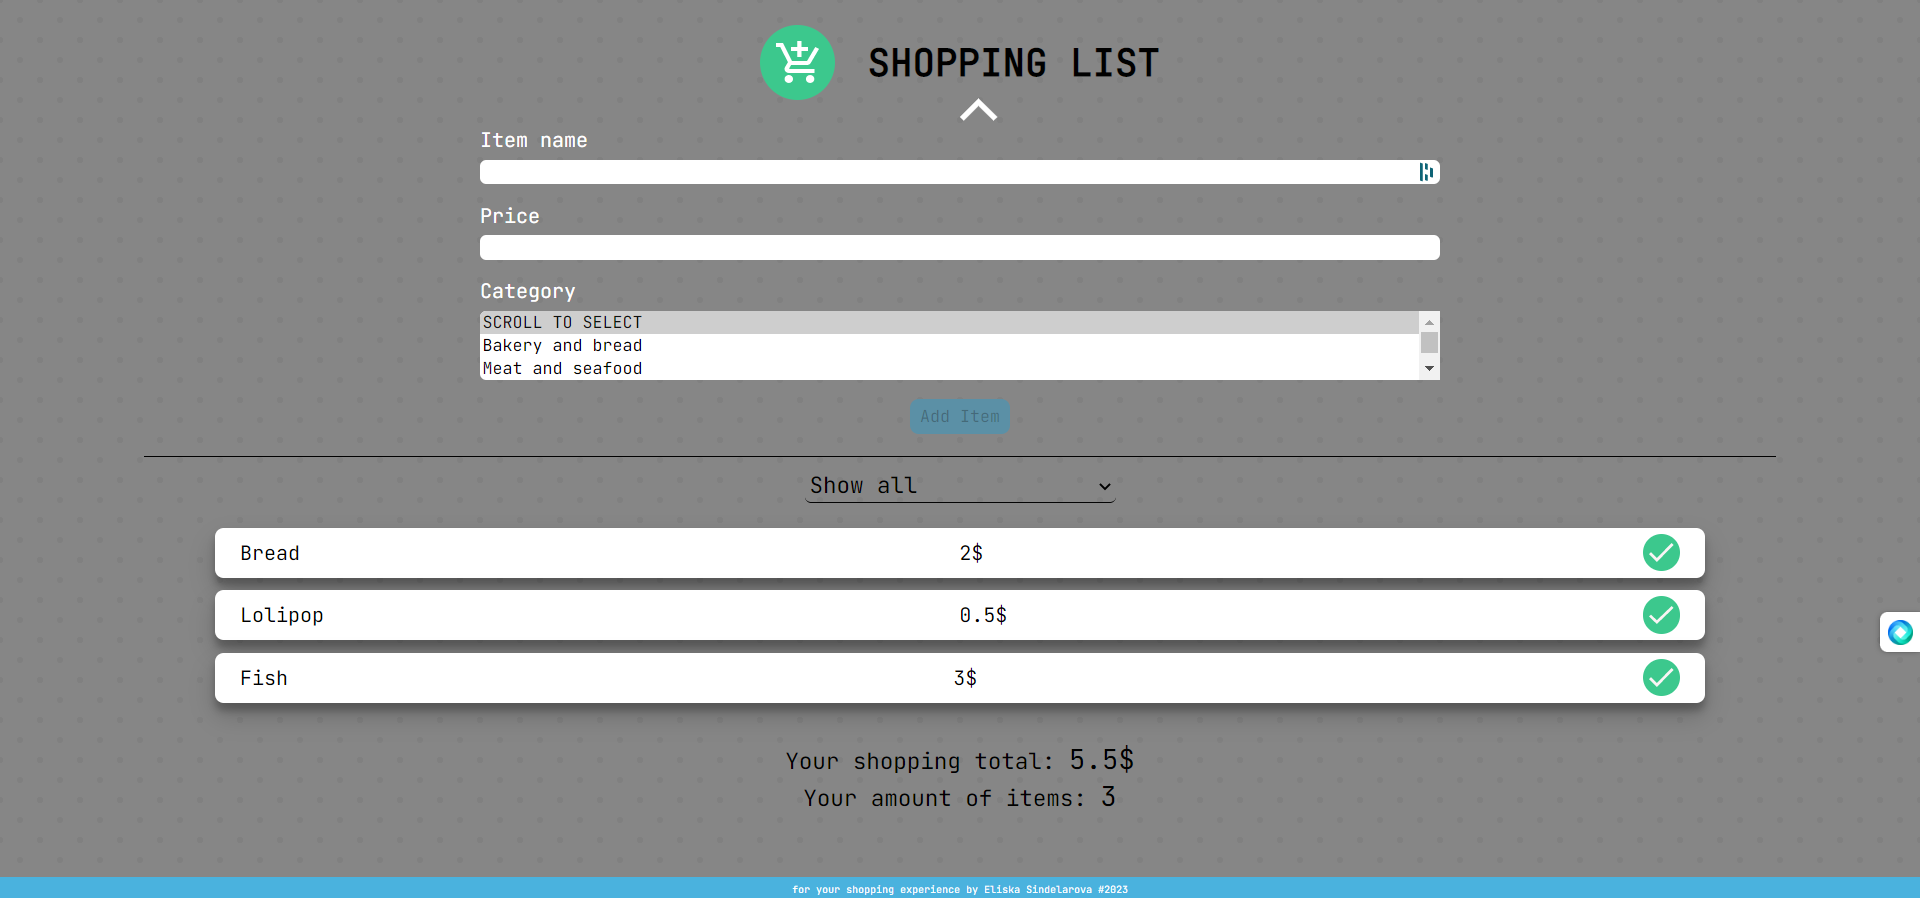 SHOPPING LIST
Item name
Price
Category
SCROLL TO SELECT
Bakery and bread
Meat and seafood
Add Item
Show all
Bread 2$
Lolipop 0.5$
Fish 3$
Your shopping total: 5.5$
Your amount of items: 3
for your shopping experience by Eliska Sindelarova #2023